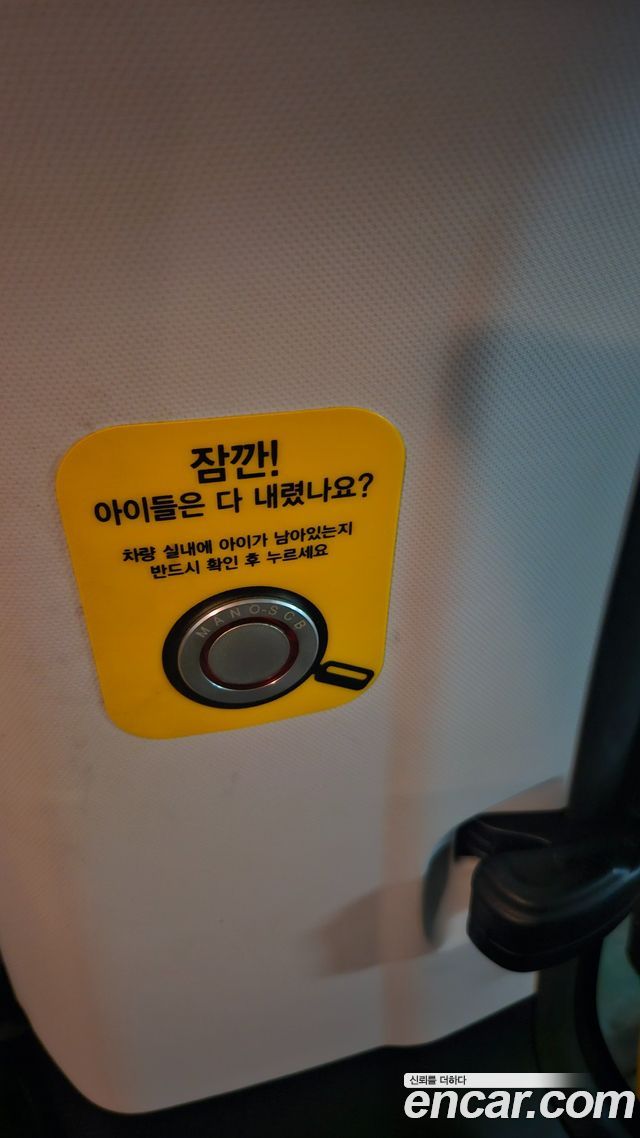 잠깐!
아이들은 다 내렸나요?
차량 실내에 아이가 남아있는지
반드시 확인 후 누르세요
MANO-SCB
신뢰를 더하다
encar.com